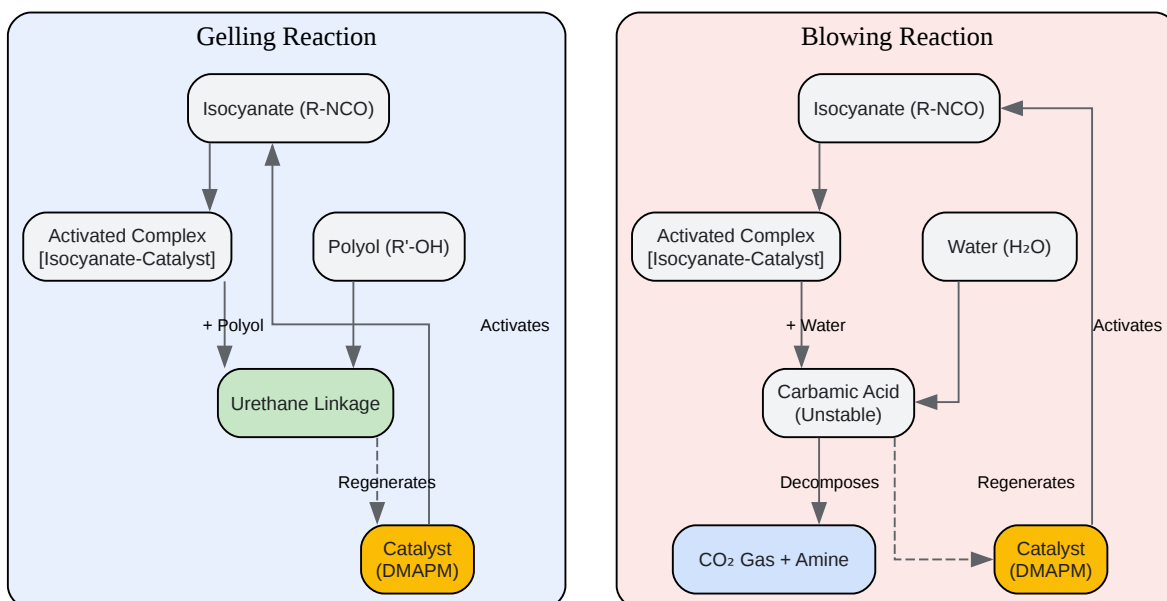 Gelling Reaction
Isocyanate (R-NCO)
Activated Complex
[Isocyanate-Catalyst]
Polyol (R'-OH)
+ Polyol
Activates
Urethane Linkage
Regenerates
Catalyst
(DMAPM)
Blowing Reaction
Isocyanate (R-NCO)
Activated Complex
[Isocyanate-Catalyst]
Water (H₂O)
+ Water
Activates
Carbamic Acid
(Unstable)
Decomposes
Regenerates
CO₂ Gas + Amine
Catalyst
(DMAPM)